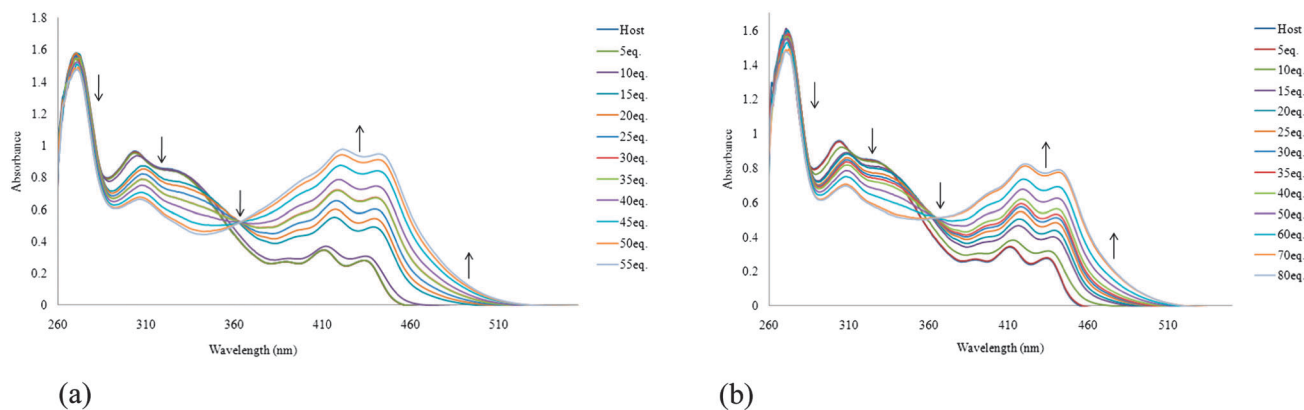 1.8
1.6
1.4
1.2
1
0.8
0.6
0.4
0.2
0
Absorbance
260 310 360 410 460 510
Wavelength (nm)
Host
5eq.
10eq.
15eq.
20eq.
25eq.
30eq.
35eq.
40eq.
45eq.
50eq.
55eq.
(a)
1.6
1.4
1.2
1
0.8
0.6
0.4
0.2
0
Absorbance
260 310 360 410 460 510
Wavelength (nm)
Host
5eq.
10eq.
15eq.
20eq.
25eq.
30eq.
35eq.
40eq.
50eq.
60eq.
70eq.
80eq.
(b)